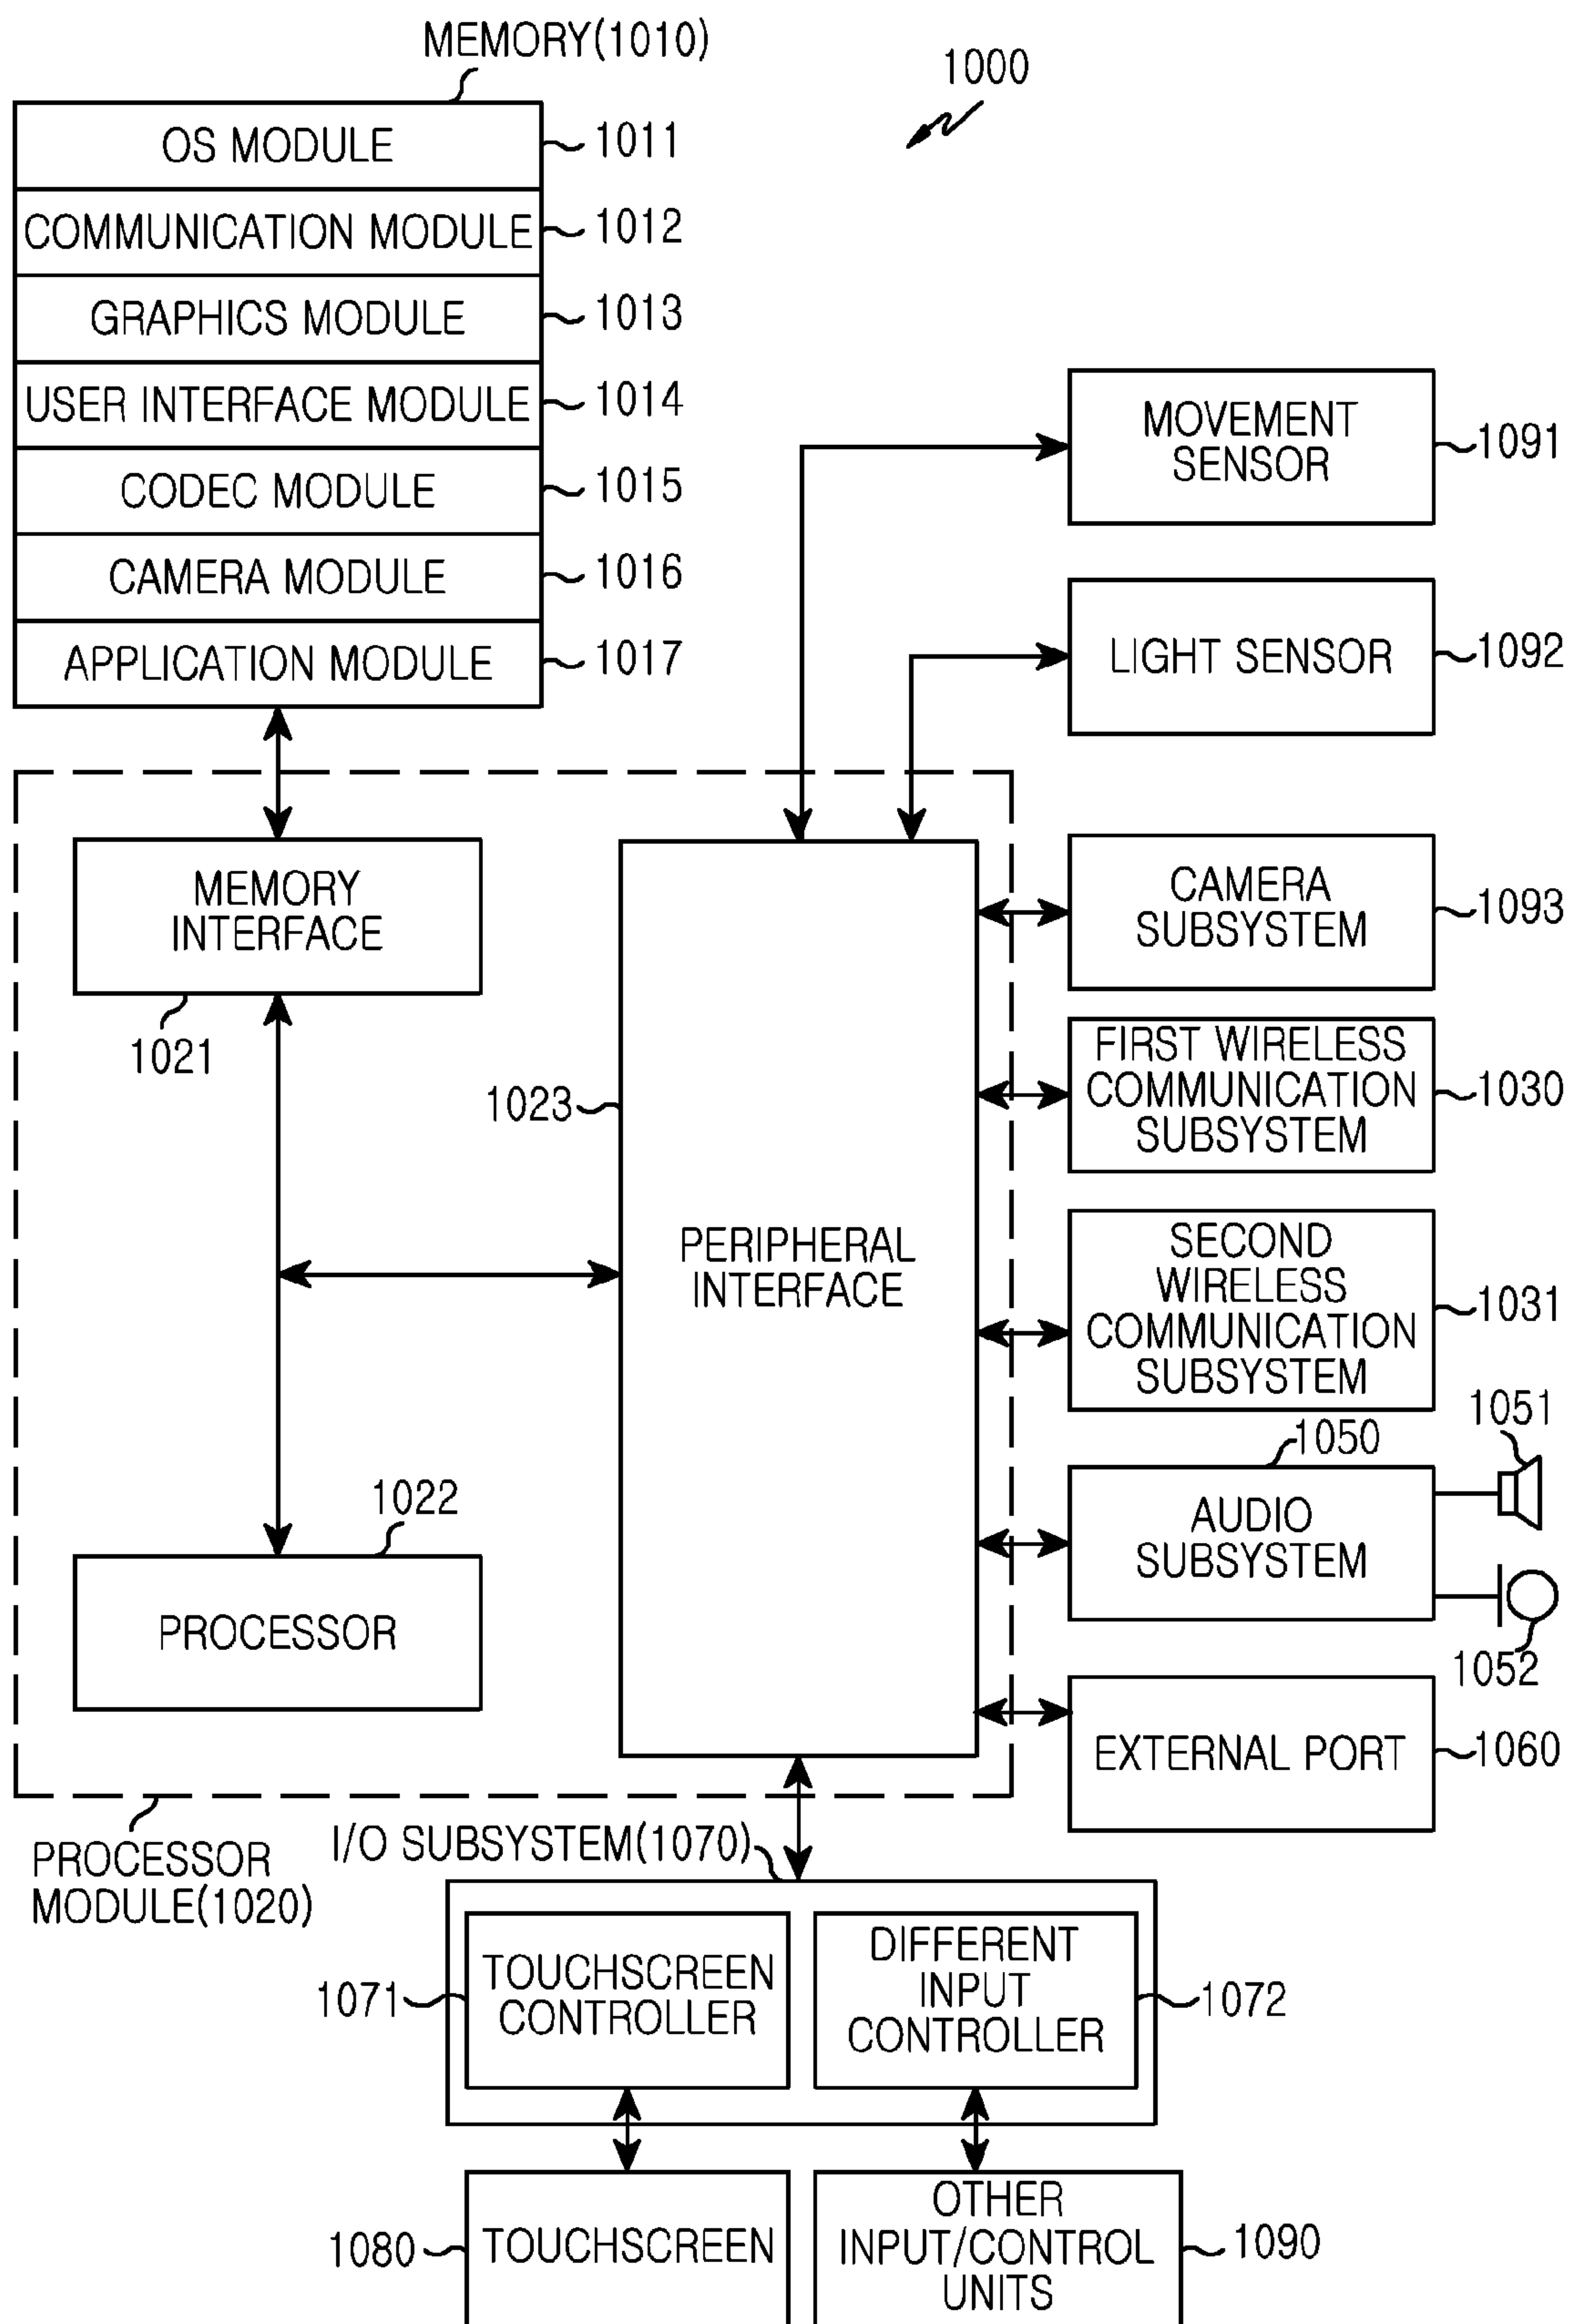 MEMORY(1010)
1000
OS MODULE
1011
COMMUNICATION MODULE
1012
GRAPHICS MODULE
1013
USER INTERFACE MODULE
1014
CODEC MODULE
1015
CAMERA MODULE
1016
APPLICATION MODULE
1017
MOVEMENT
SENSOR
1091
LIGHT SENSOR
1092
MEMORY
INTERFACE
1021
CAMERA
SUBSYSTEM
1093
FIRST WIRELESS
COMMUNICATION
SUBSYSTEM
1030
1023
PERIPHERAL
INTERFACE
SECOND
WIRELESS
COMMUNICATION
SUBSYSTEM
1031
1050
1051
AUDIO
SUBSYSTEM
1052
1022
PROCESSOR
EXTERNAL PORT
1060
PROCESSOR
MODULE(1020)
I/O SUBSYSTEM(1070)
1071
TOUCHSCREEN
CONTROLLER
DIFFERENT
INPUT
CONTROLLER
1072
1080
TOUCHSCREEN
OTHER
INPUT/CONTROL
UNITS
1090